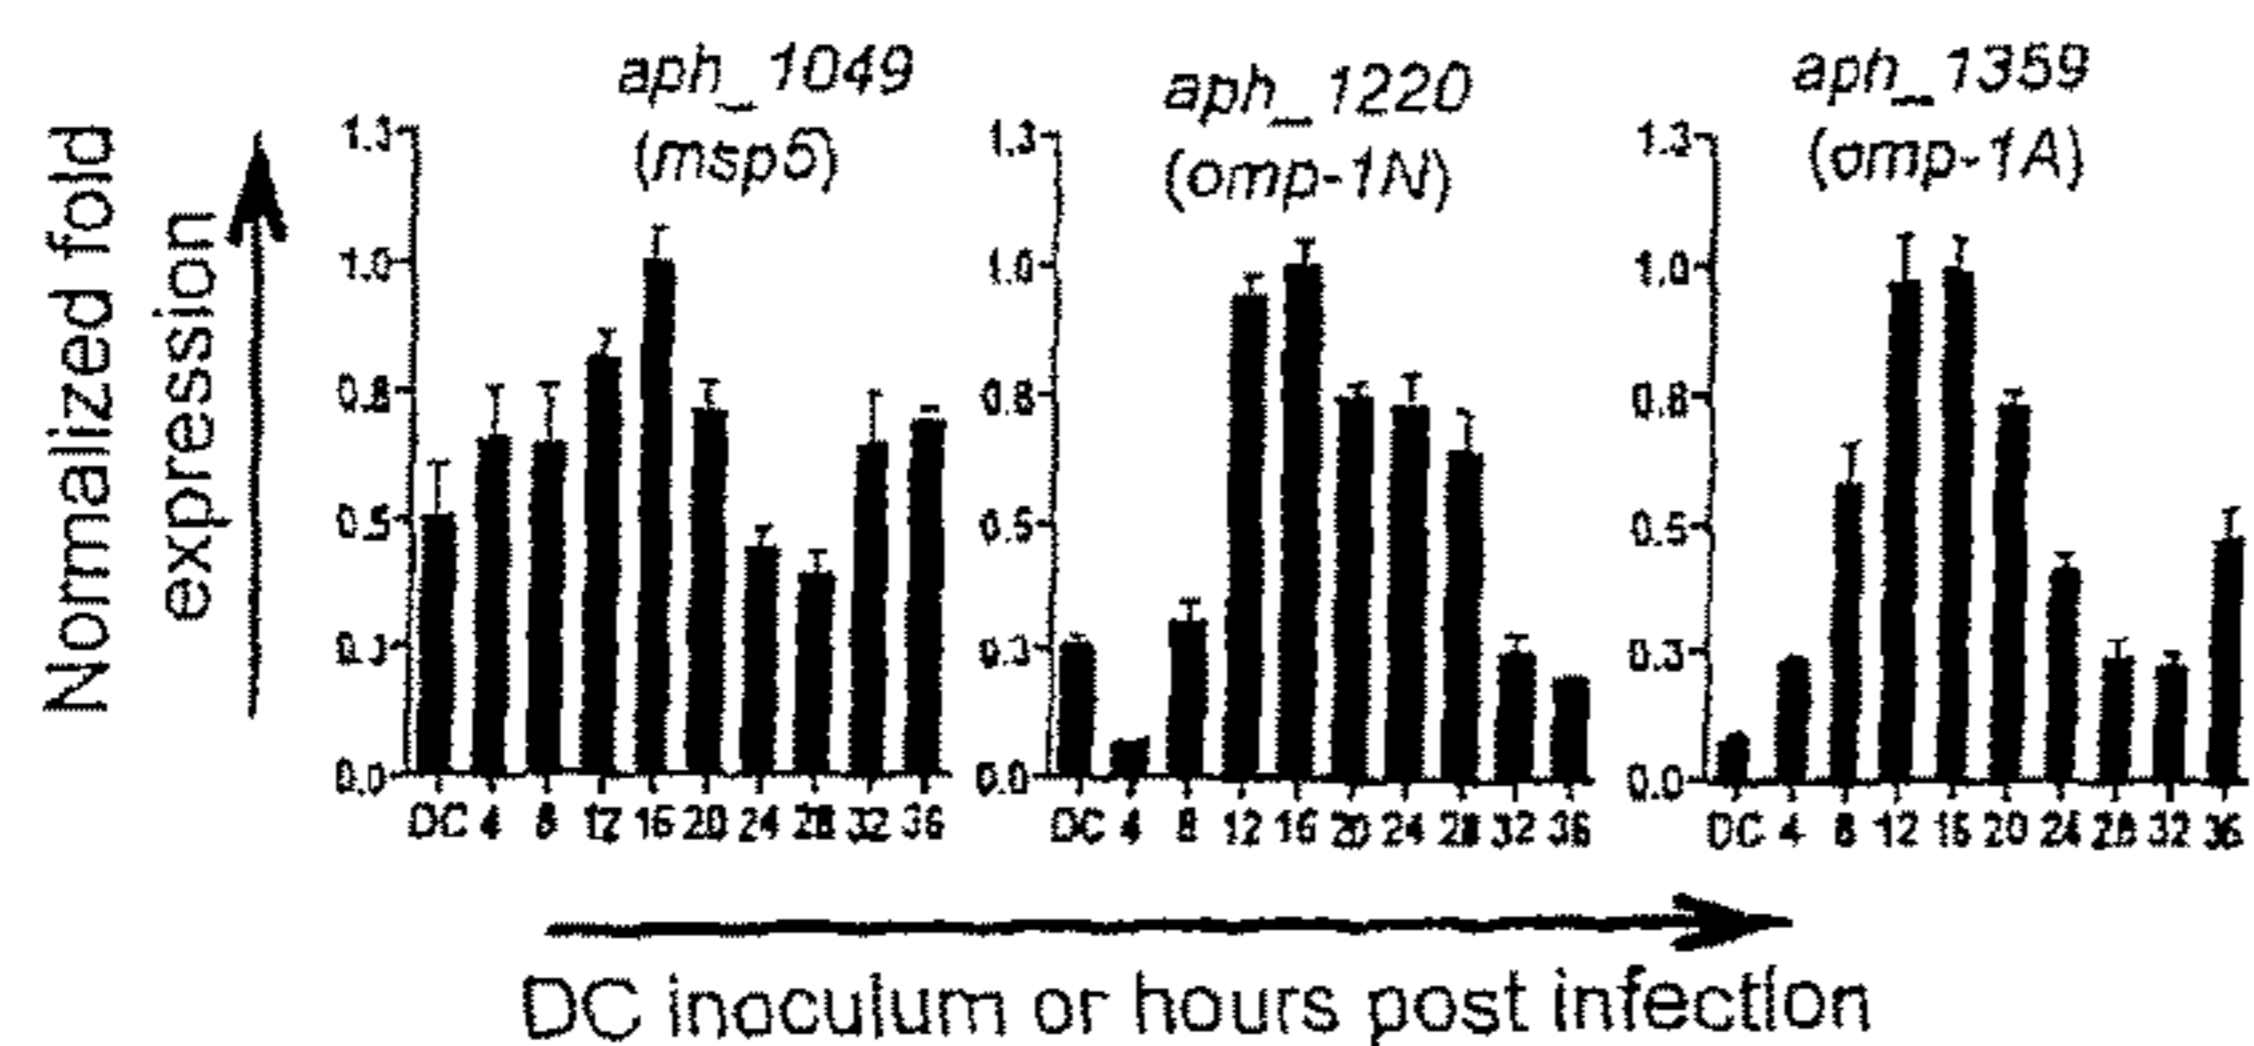 Normalized fold
expression
aph_1049
(msp5)
1.3
1.0
0.8
0.5
0.3
0.0
DC 4 8 12 16 20 24 28 32 36
aph_1220
(omp-1N)
1.3
1.0
0.8
0.5
0.3
0.0
DC 4 8 12 16 20 24 28 32 36
aph_1359
(omp-1A)
1.3
1.0
0.8
0.5
0.3
0.0
DC 4 8 12 16 20 24 28 32 36
DC inoculum or hours post infection